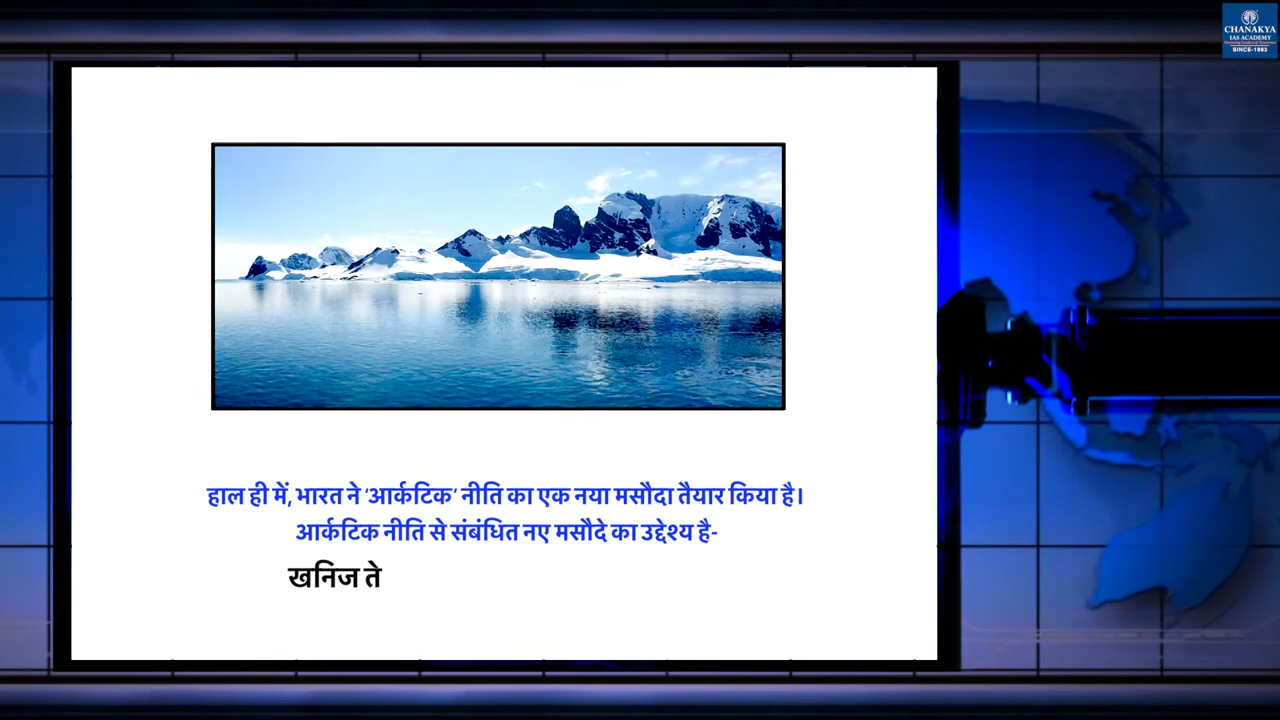 CHANAKYA
IAS ACADEMY
SINCE-1993
हाल ही में, भारत ने ‘आर्कटिक’ नीति का एक नया मसौदा तैयार किया है।
आर्कटिक नीति से संबंधित नए मसौदे का उद्देश्य है-
खनिज ते